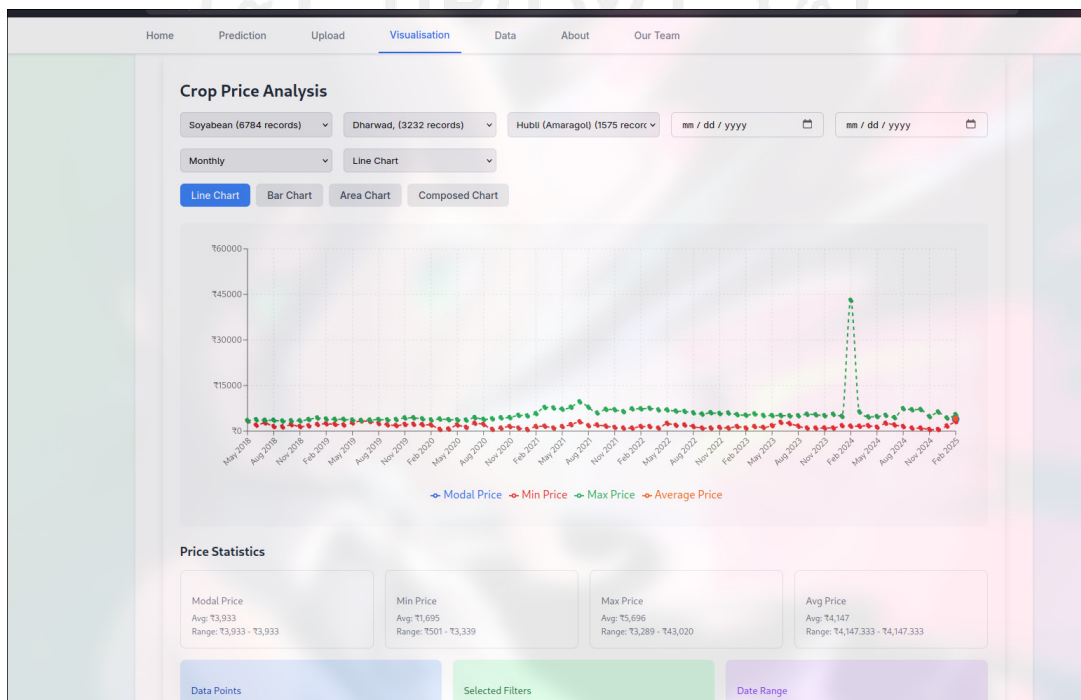 Home Prediction Upload Visualisation Data About Our Team
Crop Price Analysis
Soyabean (6784 records) Dharwad, (3232 records) Hubli (Amaragol) (1575 recorc mm / dd / yyyy mm / dd / yyyy
Monthly Line Chart
Line Chart Bar Chart Area Chart Composed Chart
₹60000
₹45000
₹30000
₹15000
₹0
May 2018 Aug 2018 Nov 2018 Feb 2019 May 2019 Aug 2019 Nov 2019 Feb 2020 May 2020 Aug 2020 Nov 2020 Feb 2021 May 2021 Aug 2021 Nov 2021 Feb 2022 May 2022 Aug 2022 Nov 2022 Feb 2023 May 2023 Aug 2023 Nov 2023 Feb 2024 May 2024 Aug 2024 Nov 2024 Feb 2025
Modal Price Min Price Max Price Average Price
Price Statistics
Modal Price Min Price Max Price Avg Price
Avg: ₹3,933 Avg: ₹1,695 Avg: ₹5,696 Avg: ₹4,147
Range: ₹3,933 - ₹3,933 Range: ₹501 - ₹3,339 Range: ₹3,289 - ₹43,020 Range: ₹4,147.333 - ₹4,147.333
Data Points Selected Filters Date Range